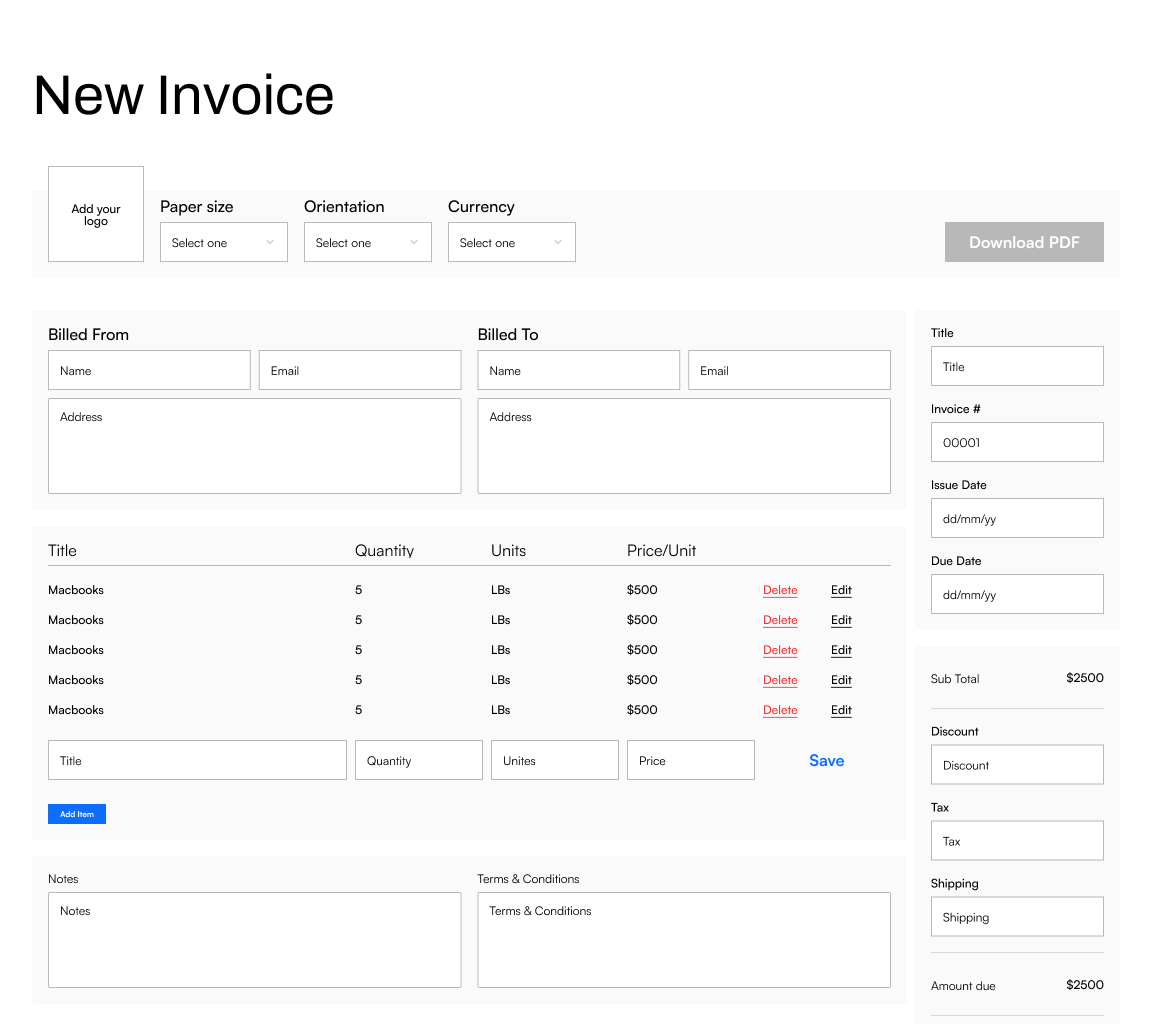 New Invoice
Add your
logo
Paper size
Orientation
Currency
Select one
Select one
Select one
Download PDF
Billed From
Name
Email
Address
Billed To
Name
Email
Address
Title
Title
Invoice #
00001
Issue Date
dd/mm/yy
Due Date
dd/mm/yy
Title Quantity Units Price/Unit
Macbooks 5 LBs $500 Delete Edit
Macbooks 5 LBs $500 Delete Edit
Macbooks 5 LBs $500 Delete Edit
Macbooks 5 LBs $500 Delete Edit
Macbooks 5 LBs $500 Delete Edit
Title Quantity Unites Price Save
Add Item
Sub Total $2500
Discount
Discount
Tax
Tax
Shipping
Shipping
Amount due $2500
Notes
Notes
Terms & Conditions
Terms & Conditions